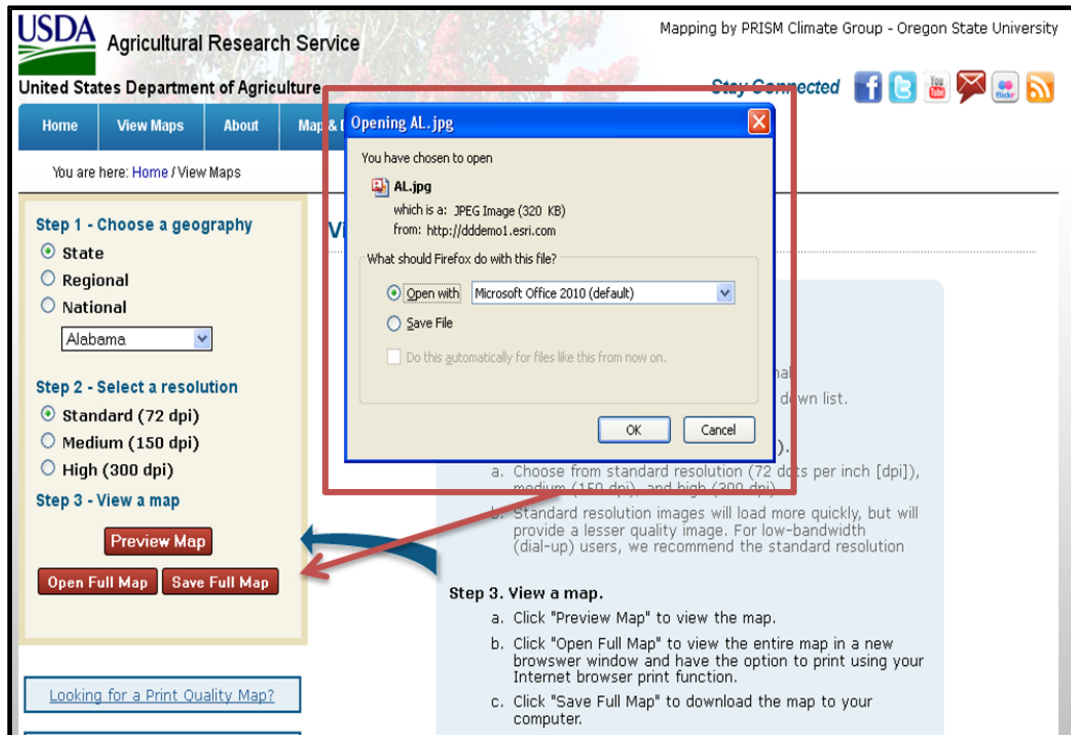 USDA
Agricultural Research Service
Mapping by PRISM Climate Group - Oregon State University
United States Department of Agriculture
Stay Connected
You
flickr
Home
View Maps
About
Map &
You are here: Home / View Maps
Step 1 - Choose a geography
State
Regional
National
Alabama
Step 2 - Select a resolution
Standard (72 dpi)
Medium (150 dpi)
High (300 dpi)
Step 3 - View a map
Preview Map
Open Full Map
Save Full Map
Looking for a Print Quality Map?
Opening AL.jpg
You have chosen to open
AL.jpg
which is a: JPEG Image (320 KB)
from: http://dddemo1.esri.com
What should Firefox do with this file?
Open with
Microsoft Office 2010 (default)
Save File
Do this automatically for files like this from now on.
OK
Cancel
down list.
).
a. Choose from standard resolution (72 dots per inch [dpi]),
medium (150 dpi), and high (300 dpi)
b. Standard resolution images will load more quickly, but will
provide a lesser quality image. For low-bandwidth
(dial-up) users, we recommend the standard resolution
Step 3. View a map.
a. Click "Preview Map" to view the map.
b. Click "Open Full Map" to view the entire map in a new
browswer window and have the option to print using your
Internet browser print function.
c. Click "Save Full Map" to download the map to your
computer.